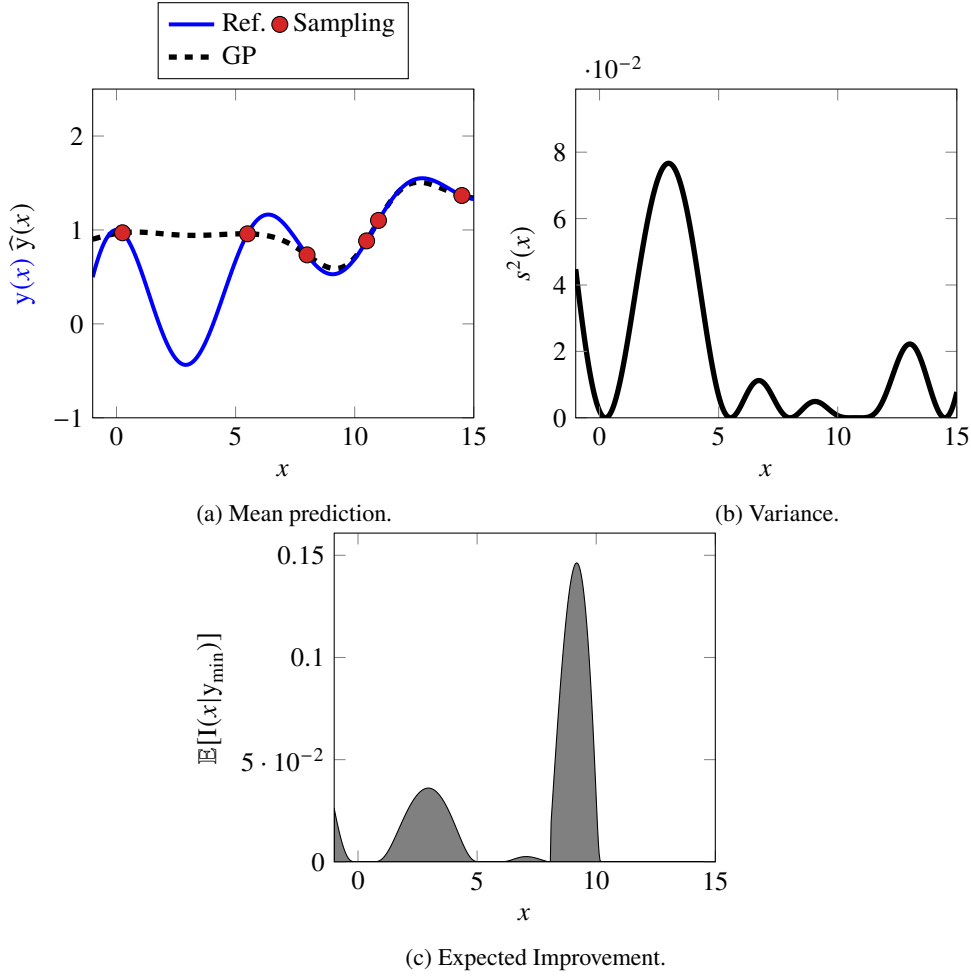 Ref. Sampling
GP
2
1
0
−1
0 5 10 15
x
y(x) ŷ(x)
(a) Mean prediction.
·10−2
8
6
4
2
0
0 5 10 15
x
s2(x)
(b) Variance.
0.15
0.1
5 · 10−2
0
0 5 10 15
x
𝔼[I(x|ymin)]
(c) Expected Improvement.